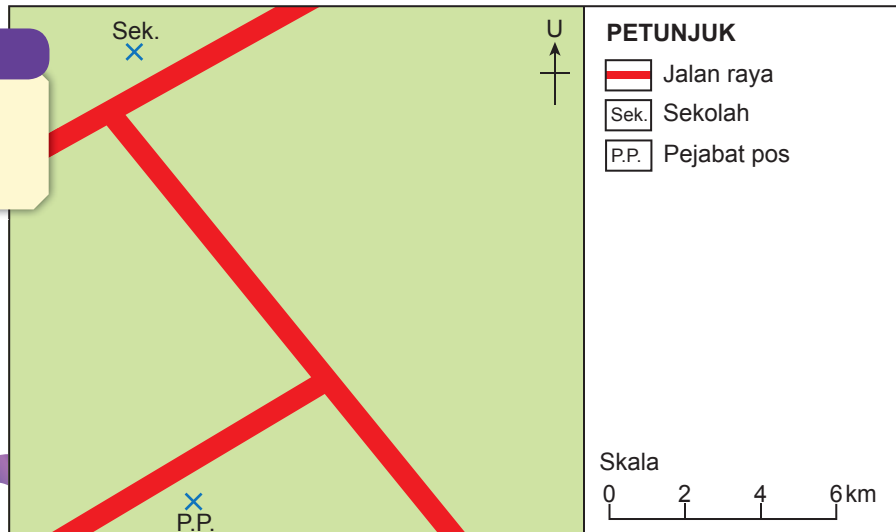 Sek.
P.P.
U
PETUNJUK
Jalan raya
Sek. Sekolah
P.P. Pejabat pos
Skala
0 2 4 6 km